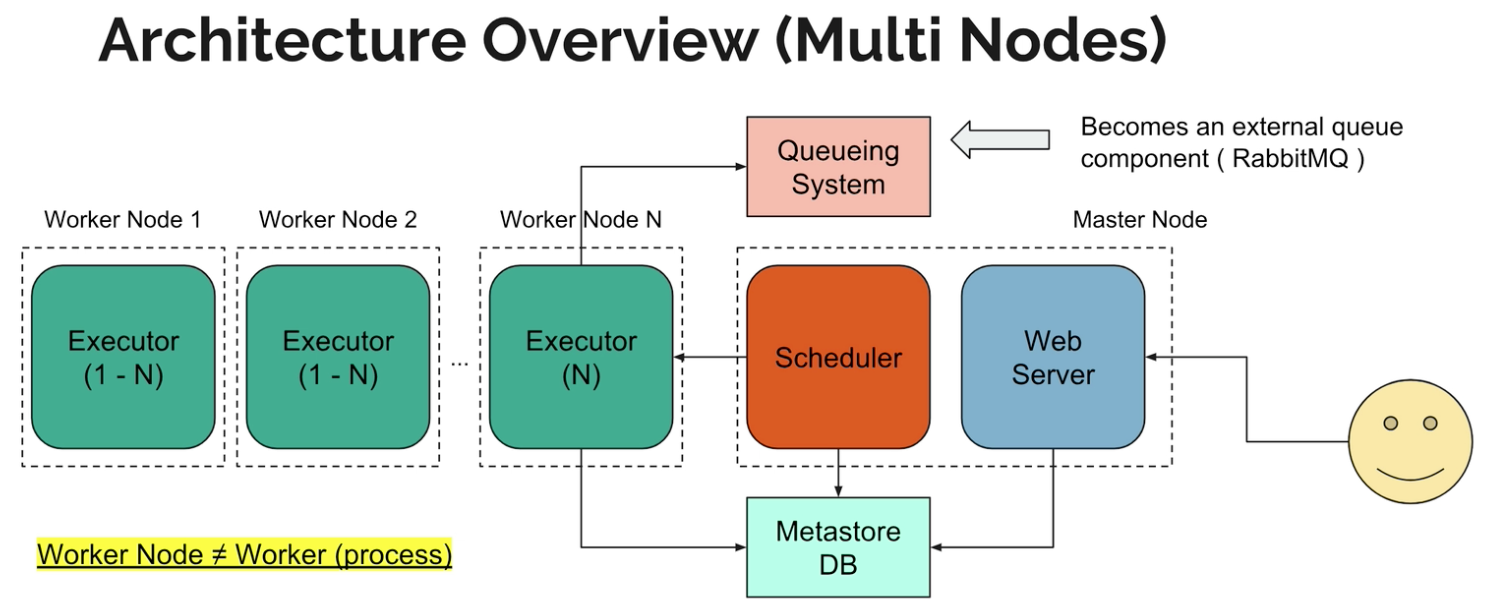 Architecture Overview (Multi Nodes)
Becomes an external queue
component ( RabbitMQ )
Queueing
System
Worker Node 1
Worker Node 2
Worker Node N
Master Node
Executor
(1 - N)
Executor
(1 - N)
...
Executor
(N)
Scheduler
Web
Server
Metastore
DB
Worker Node ≠ Worker (process)